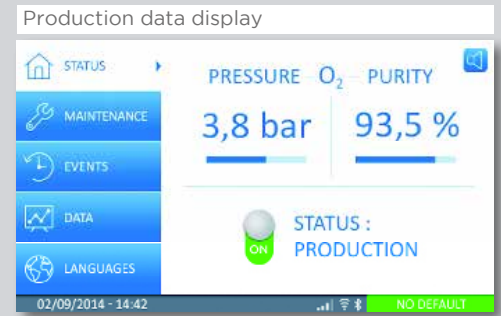 Production data display
STATUS
MAINTENANCE
EVENTS
DATA
LANGUAGES
PRESSURE O₂ PURITY
3,8 bar 93,5 %
ON
STATUS :
PRODUCTION
02/09/2014 - 14:42
NO DEFAULT